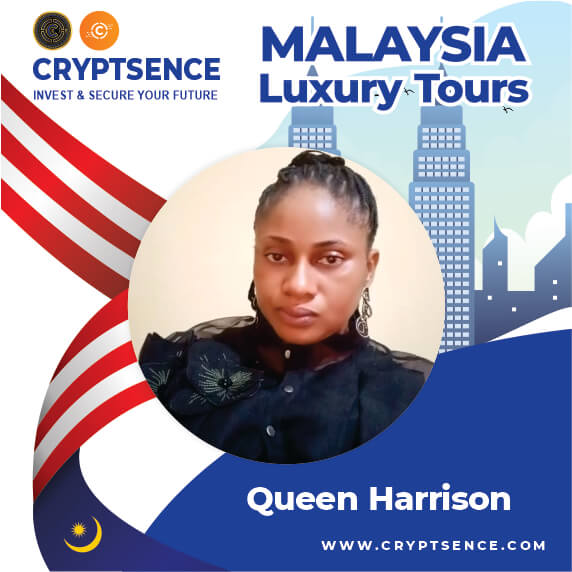 CRYPTSENCE
INVEST & SECURE YOUR FUTURE
MALAYSIA
Luxury Tours
Queen Harrison
WWW.CRYPTSENCE.COM